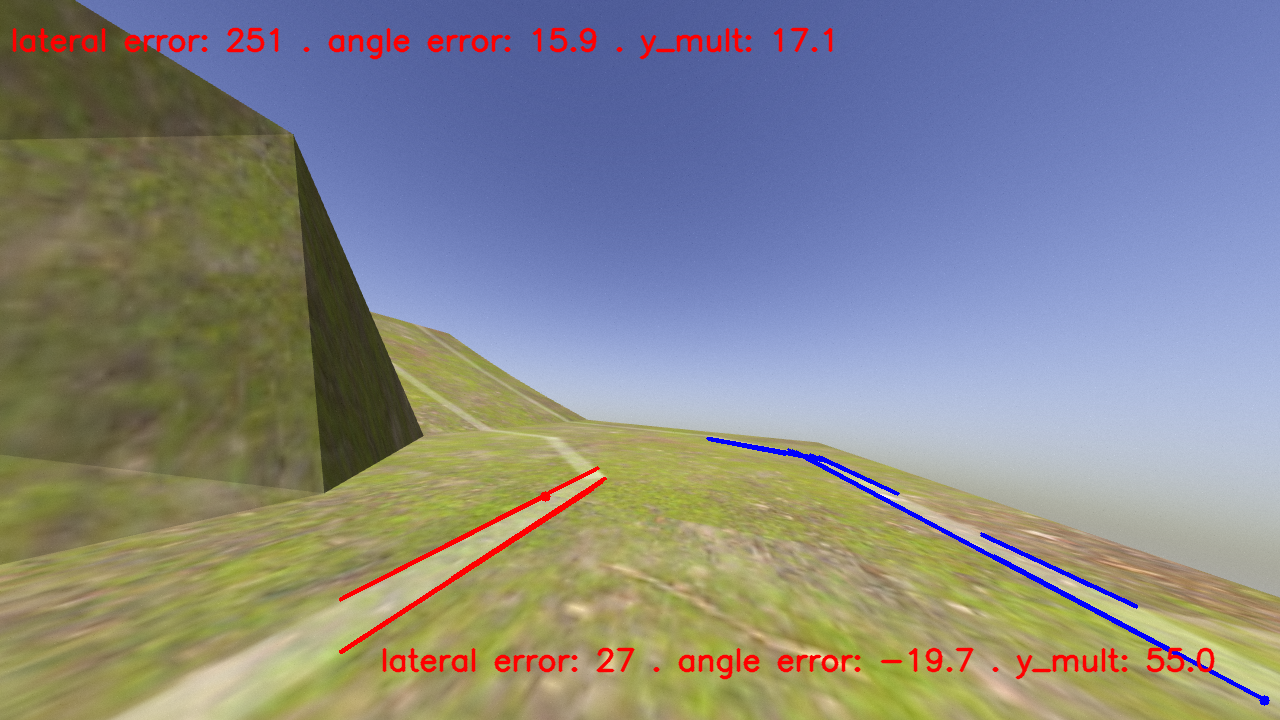 lateral error: 251 . angle error: 15.9 . y_mult: 17.1
lateral error: 27 . angle error: -19.7 . y_mult: 55.0